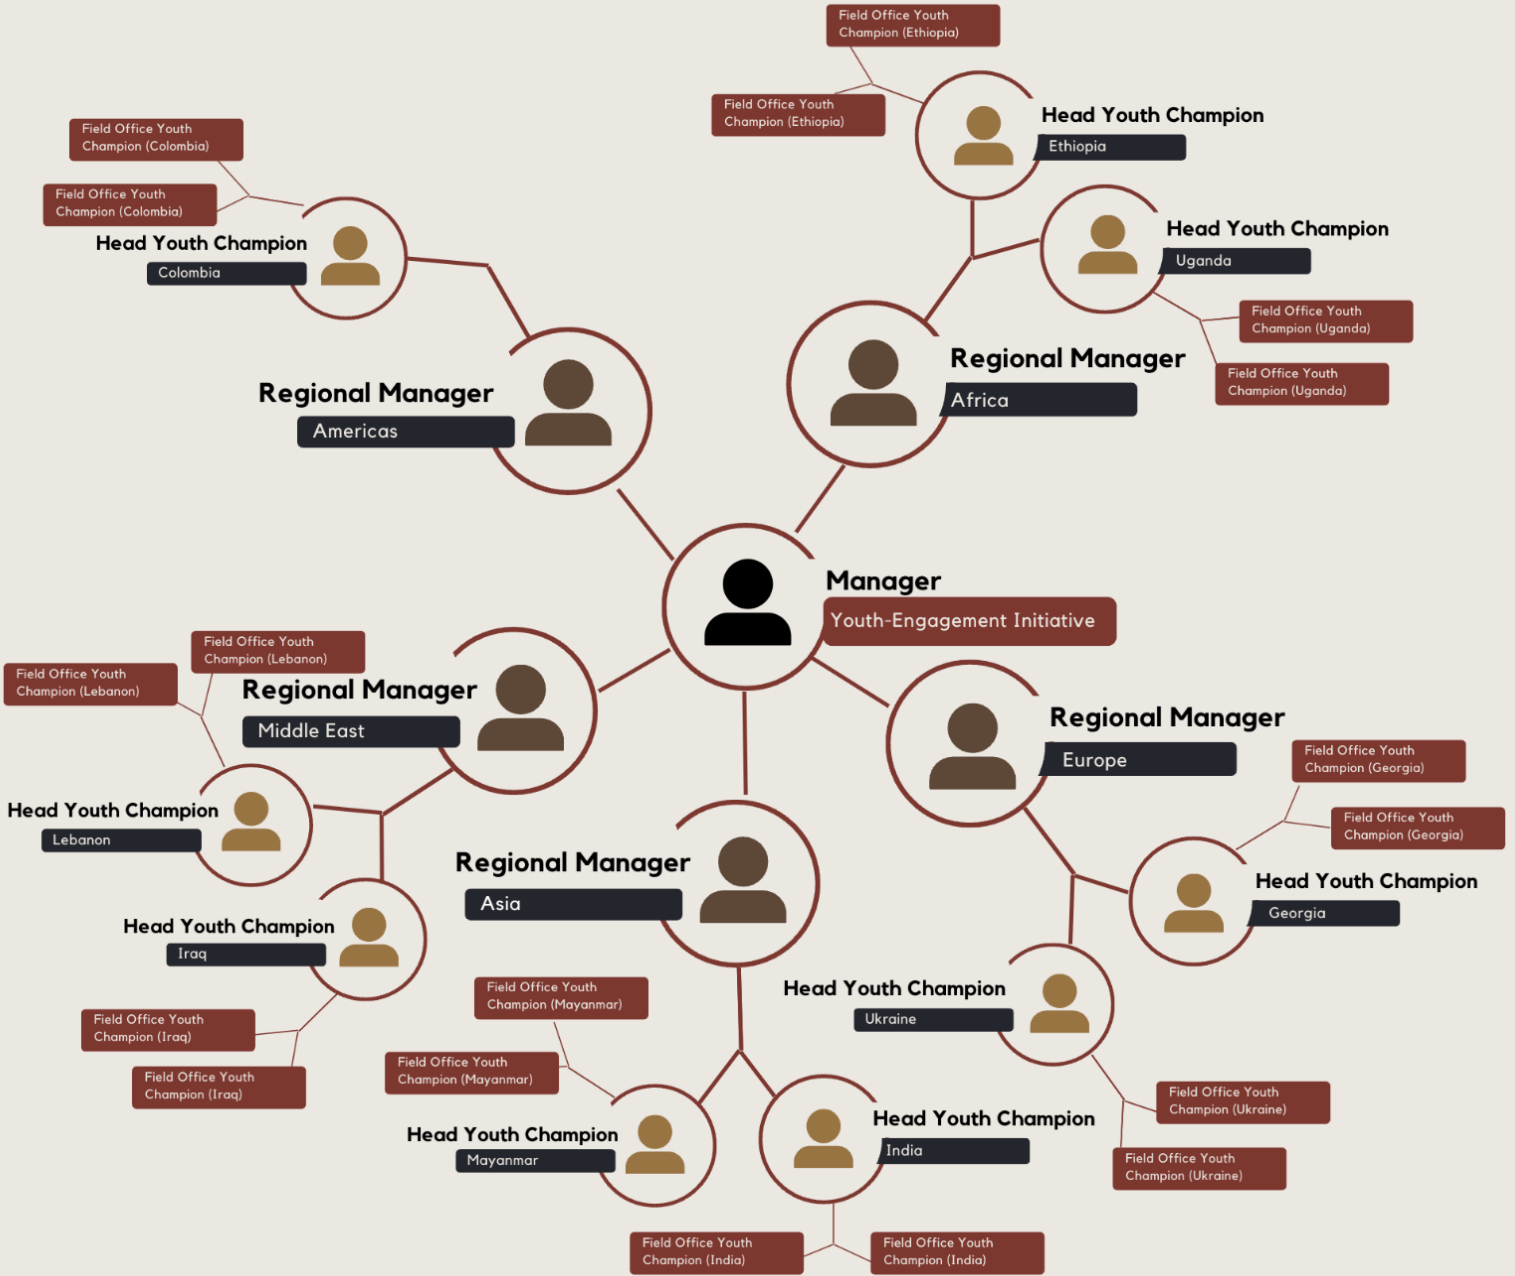 Field Office Youth
Champion (Ethiopia)
Field Office Youth
Champion (Ethiopia)
Head Youth Champion
Ethiopia
Field Office Youth
Champion (Colombia)
Field Office Youth
Champion (Colombia)
Head Youth Champion
Colombia
Head Youth Champion
Uganda
Field Office Youth
Champion (Uganda)
Field Office Youth
Champion (Uganda)
Regional Manager
Americas
Regional Manager
Africa
Manager
Youth-Engagement Initiative
Field Office Youth
Champion (Lebanon)
Field Office Youth
Champion (Lebanon)
Regional Manager
Middle East
Head Youth Champion
Lebanon
Head Youth Champion
Iraq
Field Office Youth
Champion (Iraq)
Field Office Youth
Champion (Iraq)
Regional Manager
Asia
Field Office Youth
Champion (Mayanmar)
Field Office Youth
Champion (Mayanmar)
Head Youth Champion
Mayanmar
Head Youth Champion
India
Field Office Youth
Champion (India)
Field Office Youth
Champion (India)
Regional Manager
Europe
Field Office Youth
Champion (Georgia)
Field Office Youth
Champion (Georgia)
Head Youth Champion
Georgia
Head Youth Champion
Ukraine
Field Office Youth
Champion (Ukraine)
Field Office Youth
Champion (Ukraine)